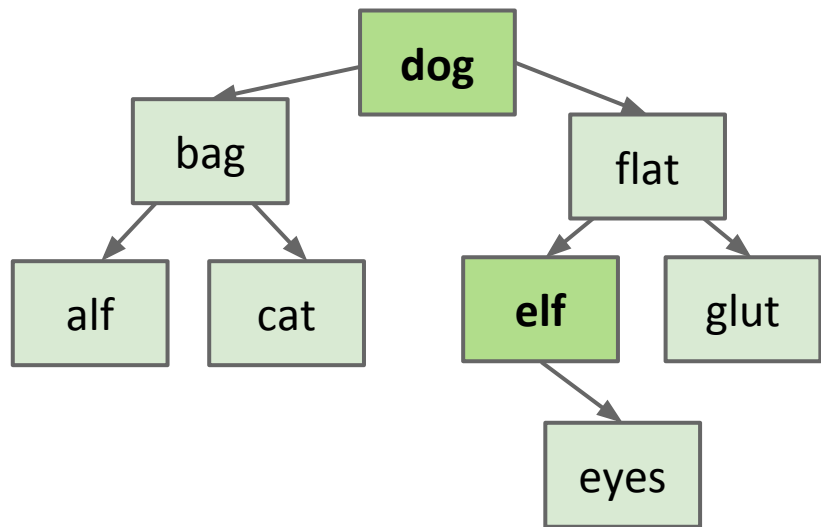 dog
bag
flat
alf
cat
elf
glut
eyes